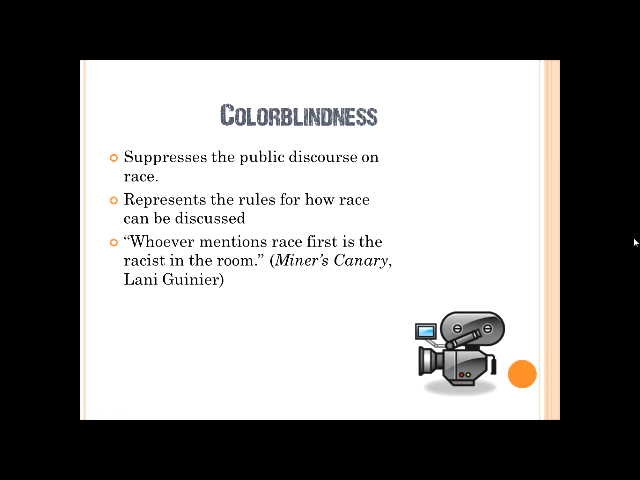 Colorblindness
Suppresses the public discourse on
race.
Represents the rules for how race
can be discussed
“Whoever mentions race first is the
racist in the room.” (Miner’s Canary,
Lani Guinier)